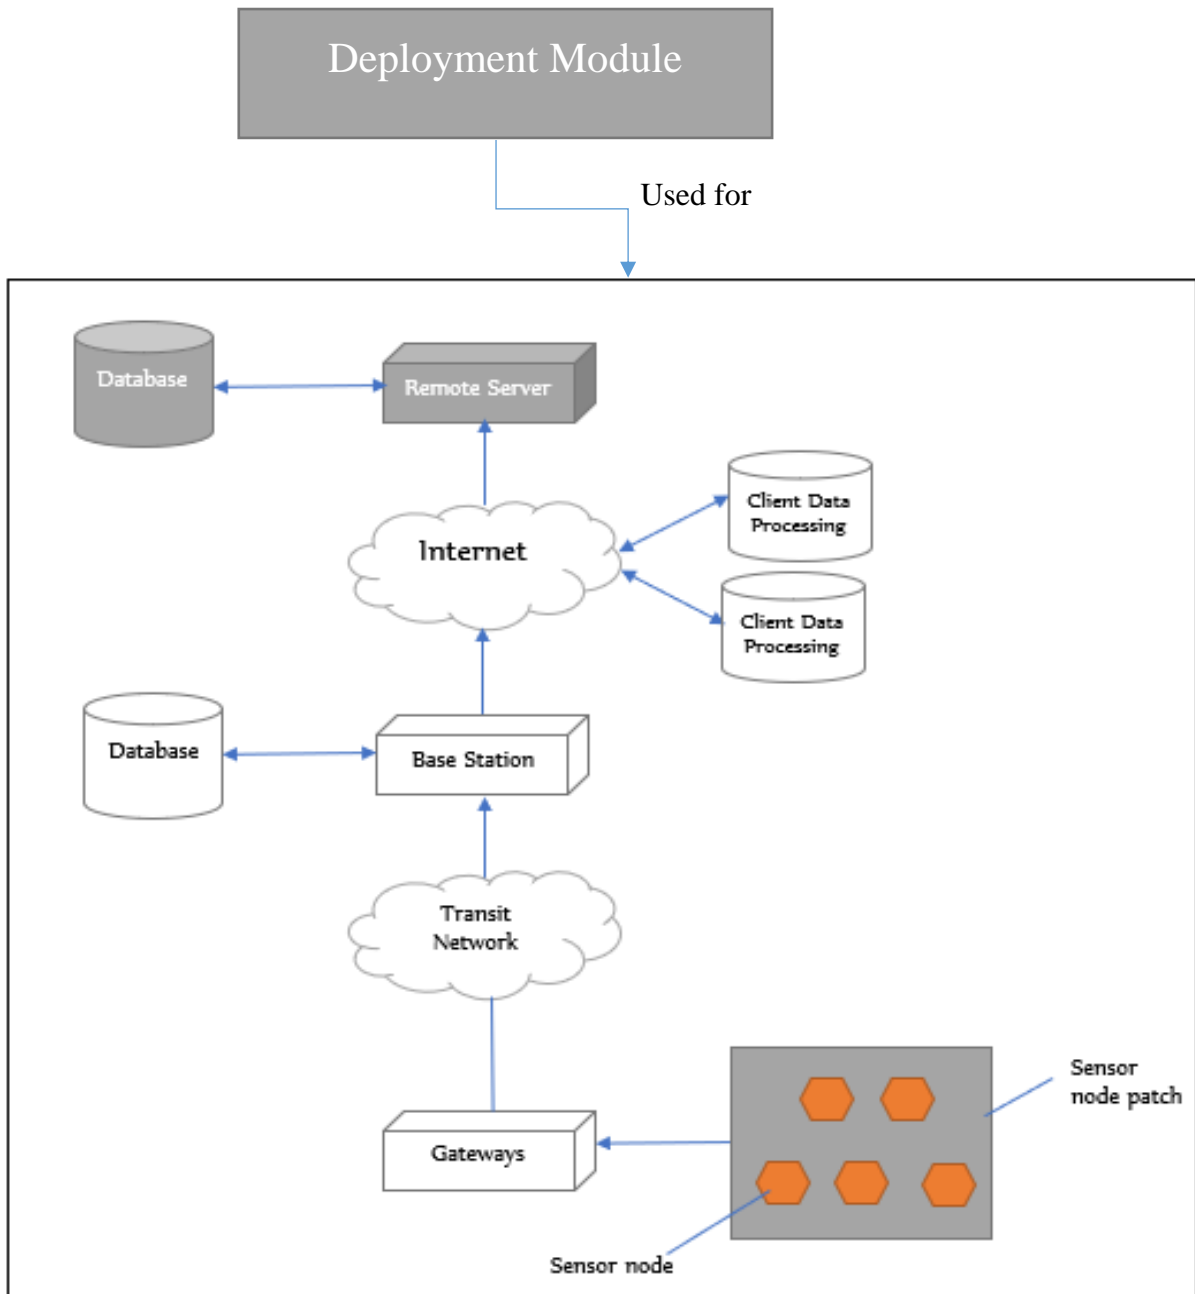 Deployment Module
Used for
Database
Remote Server
Internet
Client Data
Processing
Client Data
Processing
Database
Base Station
Transit
Network
Gateways
Sensor
node patch
Sensor node